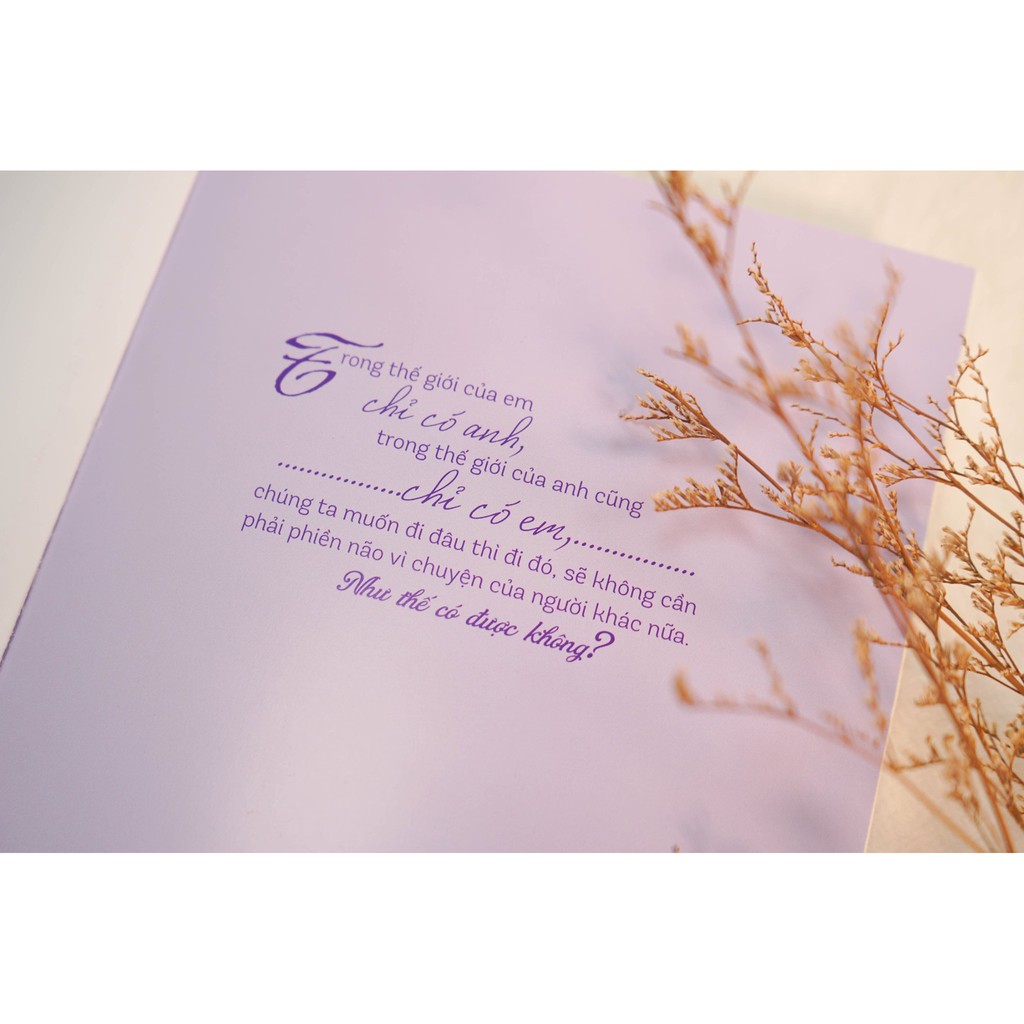 Trong thế giới của em
chỉ có anh,
trong thế giới của anh cũng
.................chỉ có em,.................
chúng ta muốn đi đâu thì đi đó, sẽ không cần
phải phiền não vì chuyện của người khác nữa.
Như thế có được không?